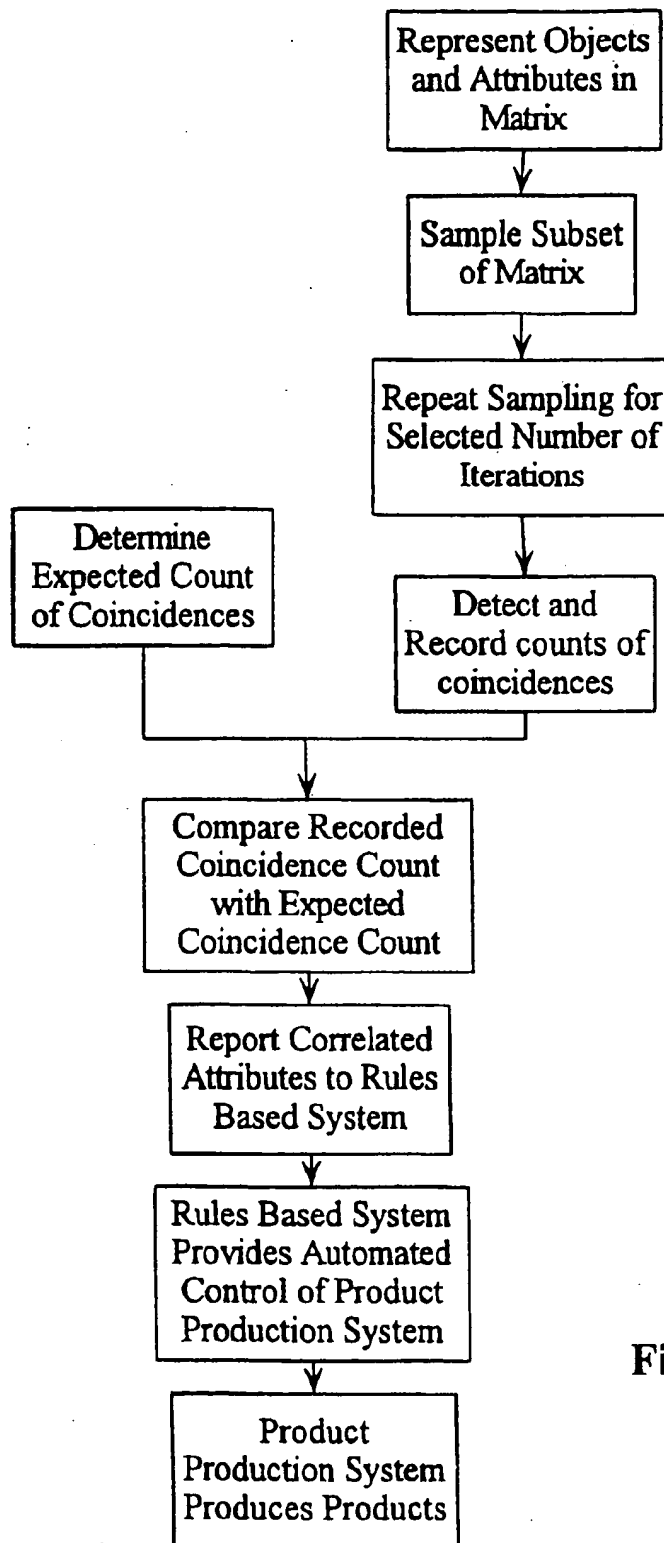 Represent Objects
and Attributes in
Matrix
Sample Subset
of Matrix
Repeat Sampling for
Selected Number of
Iterations
Determine
Expected Count
of Coincidences
Detect and
Record counts of
coincidences
Compare Recorded
Coincidence Count
with Expected
Coincidence Count
Report Correlated
Attributes to Rules
Based System
Rules Based System
Provides Automated
Control of Product
Production System
Product
Production System
Produces Products